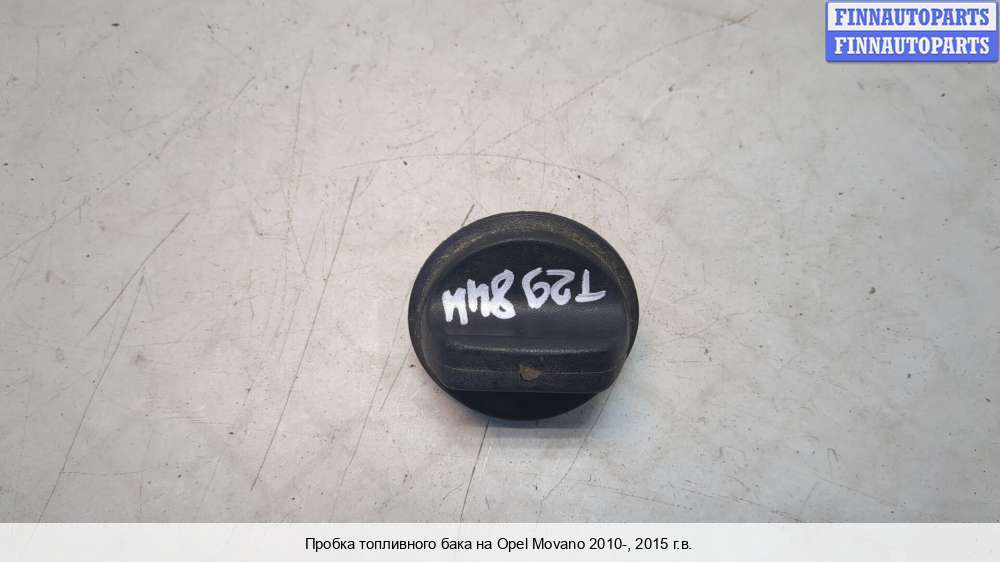 FINNAUTOPARTS
FINNAUTOPARTS
T29844
Пробка топливного бака на Opel Movano 2010-, 2015 г.в.